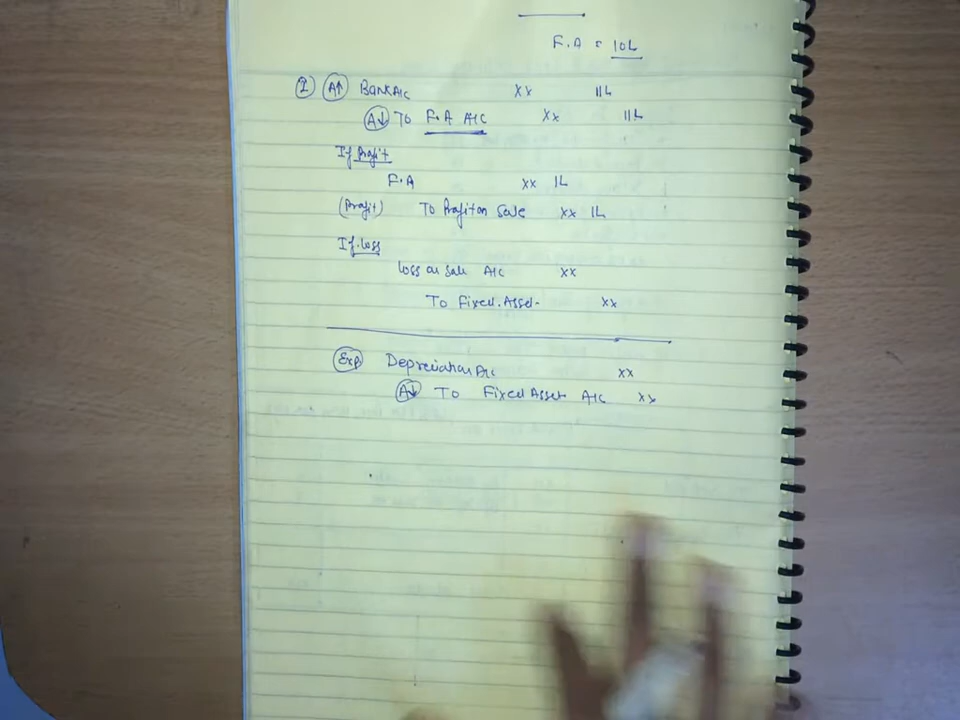 F.A = 10L
I A↑ Bank A/c xx 11L
A↓ To F.A A/C xx 11L
If Profit
F.A xx 1L
(Profit) To Profit on Sale xx 1L
If Loss
Loss on Sale A/C xx
To Fixed Asset
xx
Exp Depreciation A/c xx
A↓ To Fixed Asset A/C xx